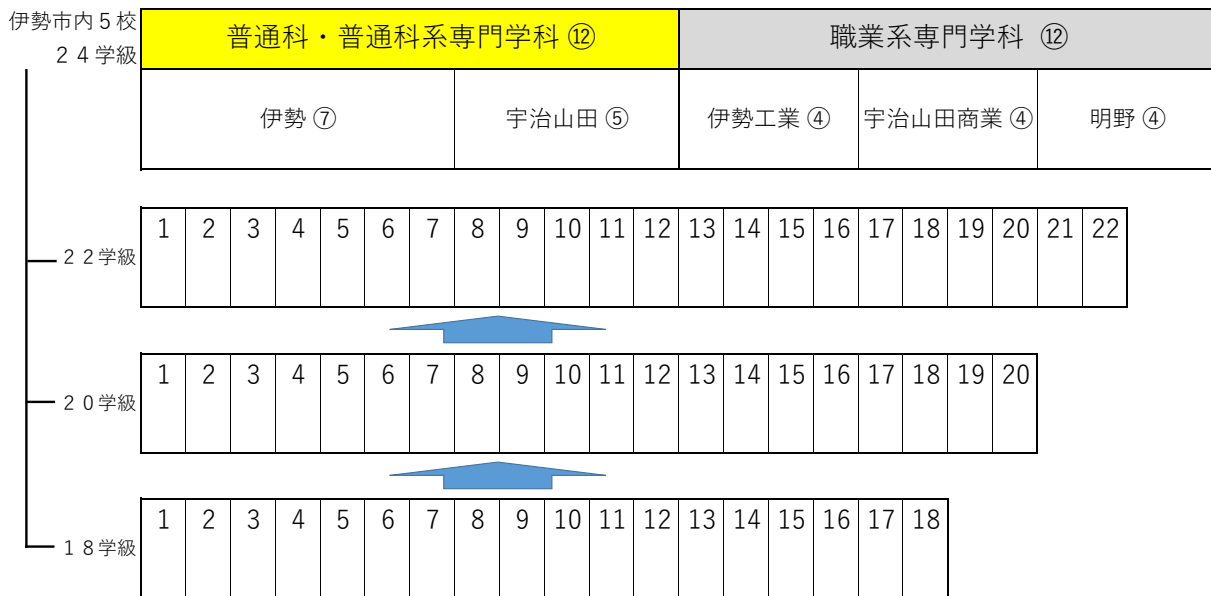 伊勢市内５校
２４学級
普通科・普通科系専門学科 ⑫
職業系専門学科 ⑫
伊勢 ⑦
宇治山田 ⑤
伊勢工業 ④
宇治山田商業 ④
明野 ④
２２学級
1 2 3 4 5 6 7 8 9 10 11 12 13 14 15 16 17 18 19 20 21 22
２０学級
1 2 3 4 5 6 7 8 9 10 11 12 13 14 15 16 17 18 19 20
１８学級
1 2 3 4 5 6 7 8 9 10 11 12 13 14 15 16 17 18